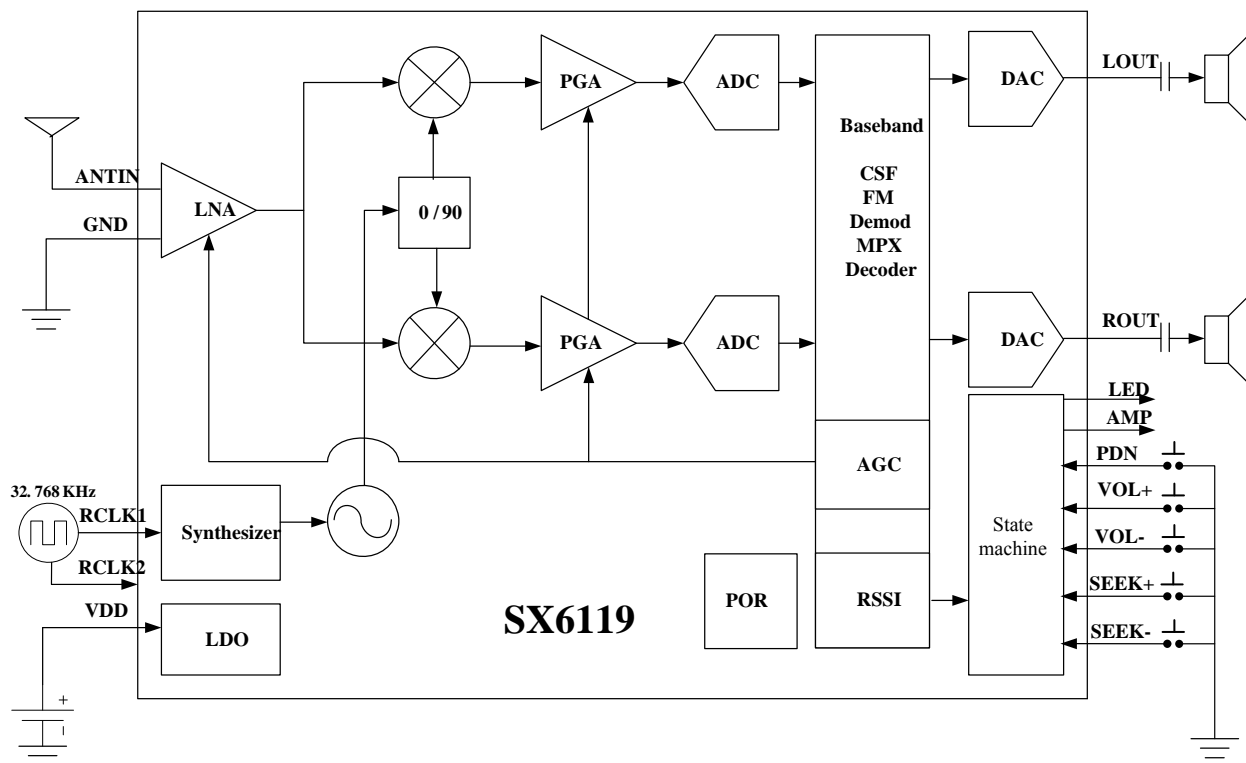 LOUT
PGA
ADC
DAC
Baseband
CSF
FM
Demod
MPX
Decoder
ANTIN
LNA
0 / 90
GND
PGA
ADC
DAC
ROUT
LED
AMP
AGC
PDN
32. 768 KHz
VOL+
RCLK1
Synthesizer
State
machine
VOL-
RCLK2
SEEK+
POR
RSSI
VDD
SX6119
LDO
SEEK-
+
-